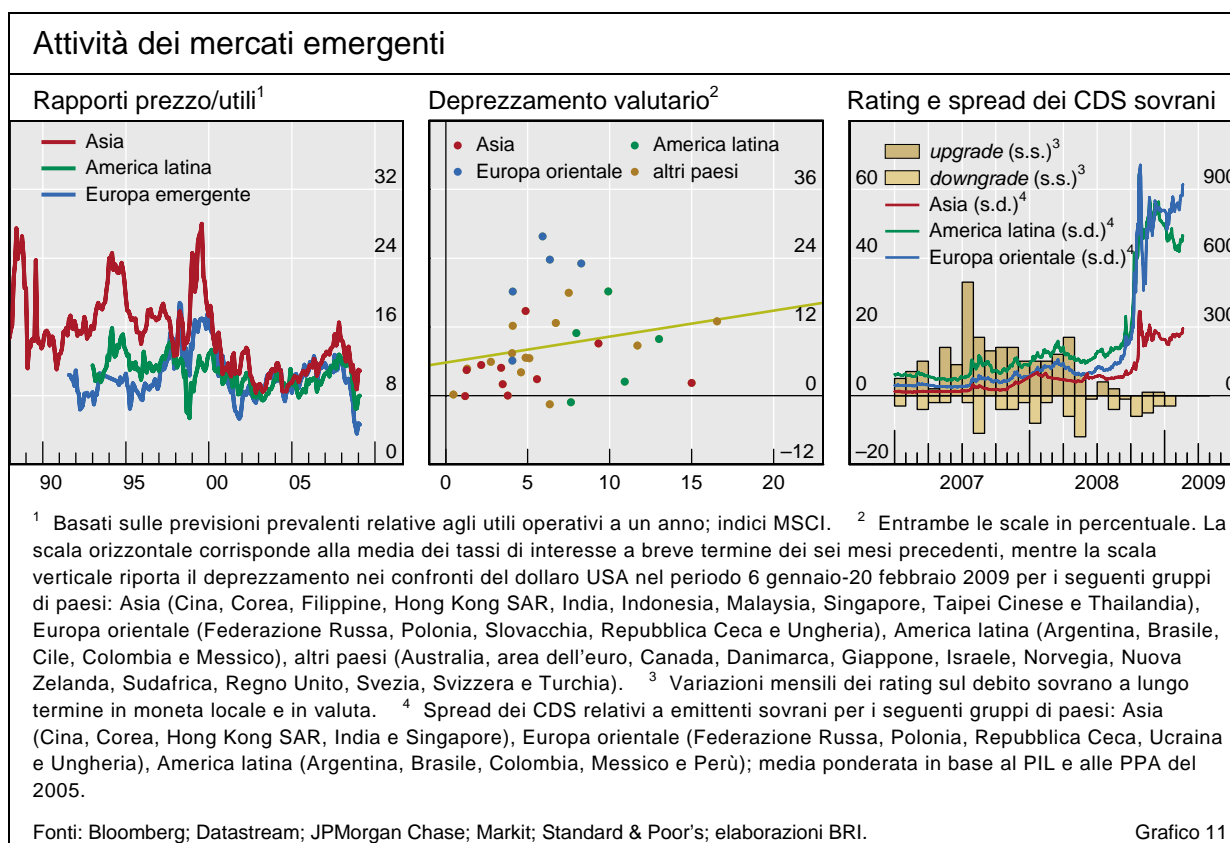 Attività dei mercati emergenti
Rapporti prezzo/utili¹
Asia
America latina
Europa emergente
32
24
16
8
0
90 95 00 05
Deprezzamento valutario²
Asia America latina
Europa orientale altri paesi
36
24
12
0
–12
0 5 10 15 20
Rating e spread dei CDS sovrani
upgrade (s.s.)³
downgrade (s.s.)³
Asia (s.d.)⁴
America latina (s.d.)⁴
Europa orientale (s.d.)⁴
60 900
40 600
20 300
0 0
–20
2007 2008 2009
¹ Basati sulle previsioni prevalenti relative agli utili operativi a un anno; indici MSCI. ² Entrambe le scale in percentuale. La
scala orizzontale corrisponde alla media dei tassi di interesse a breve termine dei sei mesi precedenti, mentre la scala
verticale riporta il deprezzamento nei confronti del dollaro USA nel periodo 6 gennaio-20 febbraio 2009 per i seguenti gruppi
di paesi: Asia (Cina, Corea, Filippine, Hong Kong SAR, India, Indonesia, Malaysia, Singapore, Taipei Cinese e Thailandia),
Europa orientale (Federazione Russa, Polonia, Slovacchia, Repubblica Ceca e Ungheria), America latina (Argentina, Brasile,
Cile, Colombia e Messico), altri paesi (Australia, area dell'euro, Canada, Danimarca, Giappone, Israele, Norvegia, Nuova
Zelanda, Sudafrica, Regno Unito, Svezia, Svizzera e Turchia). ³ Variazioni mensili dei rating sul debito sovrano a lungo
termine in moneta locale e in valuta. ⁴ Spread dei CDS relativi a emittenti sovrani per i seguenti gruppi di paesi: Asia
(Cina, Corea, Hong Kong SAR, India e Singapore), Europa orientale (Federazione Russa, Polonia, Repubblica Ceca, Ucraina
e Ungheria), America latina (Argentina, Brasile, Colombia, Messico e Perù); media ponderata in base al PIL e alle PPA del
2005.
Fonti: Bloomberg; Datastream; JPMorgan Chase; Markit; Standard & Poor's; elaborazioni BRI. Grafico 11